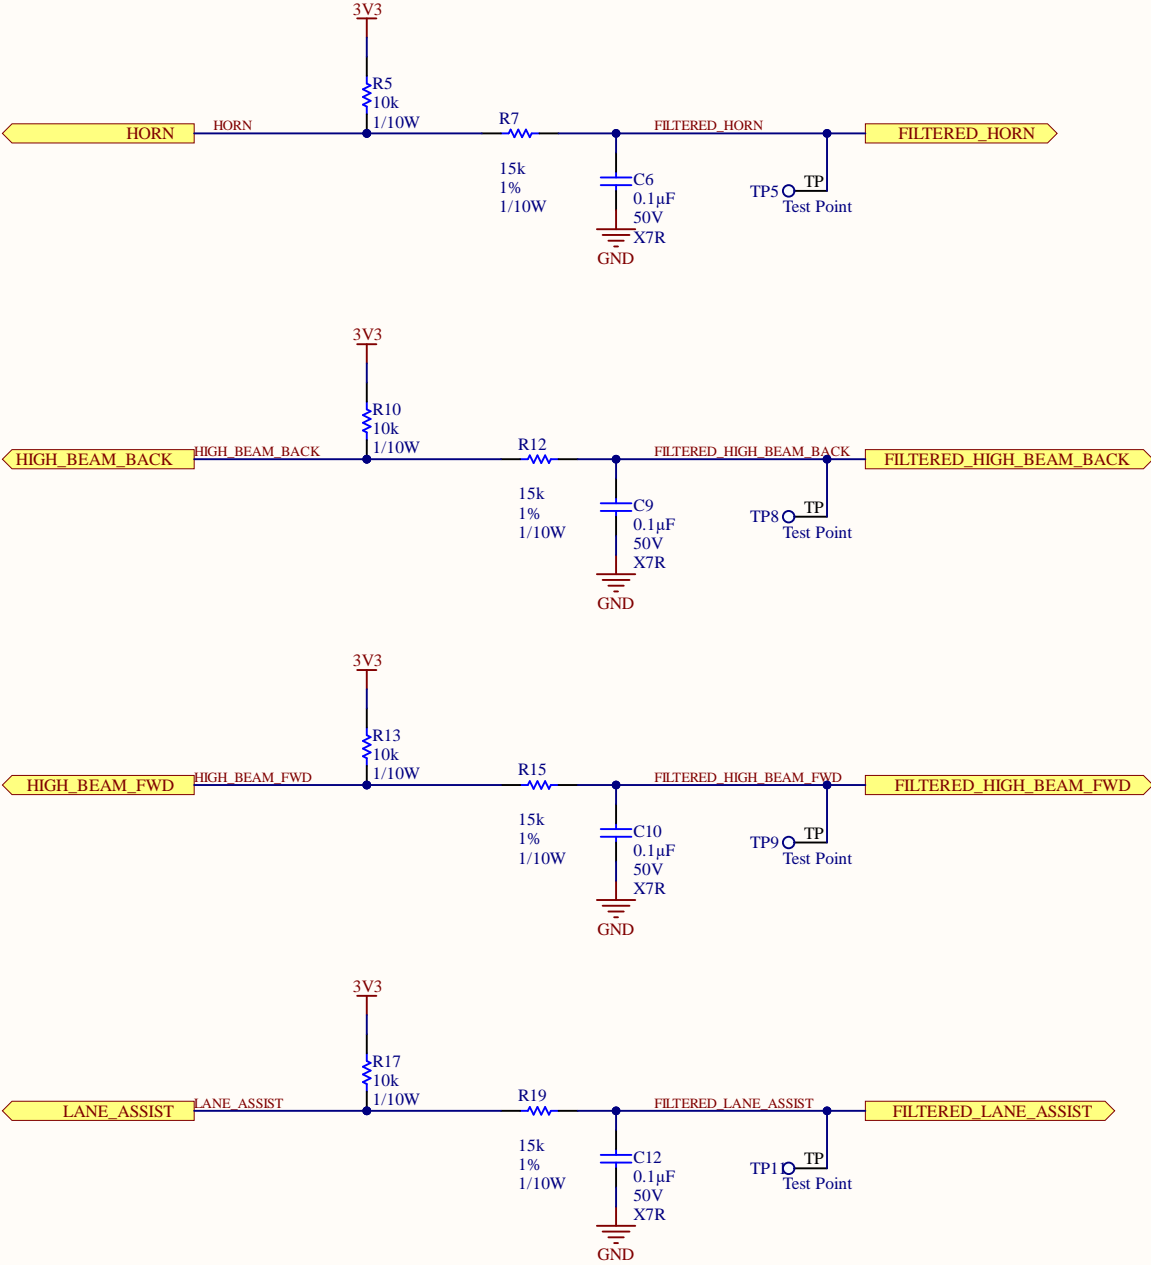 3V3
R5
10k
1/10W
HORN
HORN
R7
FILTERED_HORN
FILTERED_HORN
15k
1%
1/10W
C6
0.1µF
50V
X7R
GND
TP5
TP
Test Point
3V3
R10
10k
1/10W
HIGH_BEAM_BACK
HIGH_BEAM_BACK
R12
FILTERED_HIGH_BEAM_BACK
FILTERED_HIGH_BEAM_BACK
15k
1%
1/10W
C9
0.1µF
50V
X7R
GND
TP8
TP
Test Point
3V3
R13
10k
1/10W
HIGH_BEAM_FWD
HIGH_BEAM_FWD
R15
FILTERED_HIGH_BEAM_FWD
FILTERED_HIGH_BEAM_FWD
15k
1%
1/10W
C10
0.1µF
50V
X7R
GND
TP9
TP
Test Point
3V3
R17
10k
1/10W
LANE_ASSIST
LANE_ASSIST
R19
FILTERED_LANE_ASSIST
FILTERED_LANE_ASSIST
15k
1%
1/10W
C12
0.1µF
50V
X7R
GND
TP11
TP
Test Point